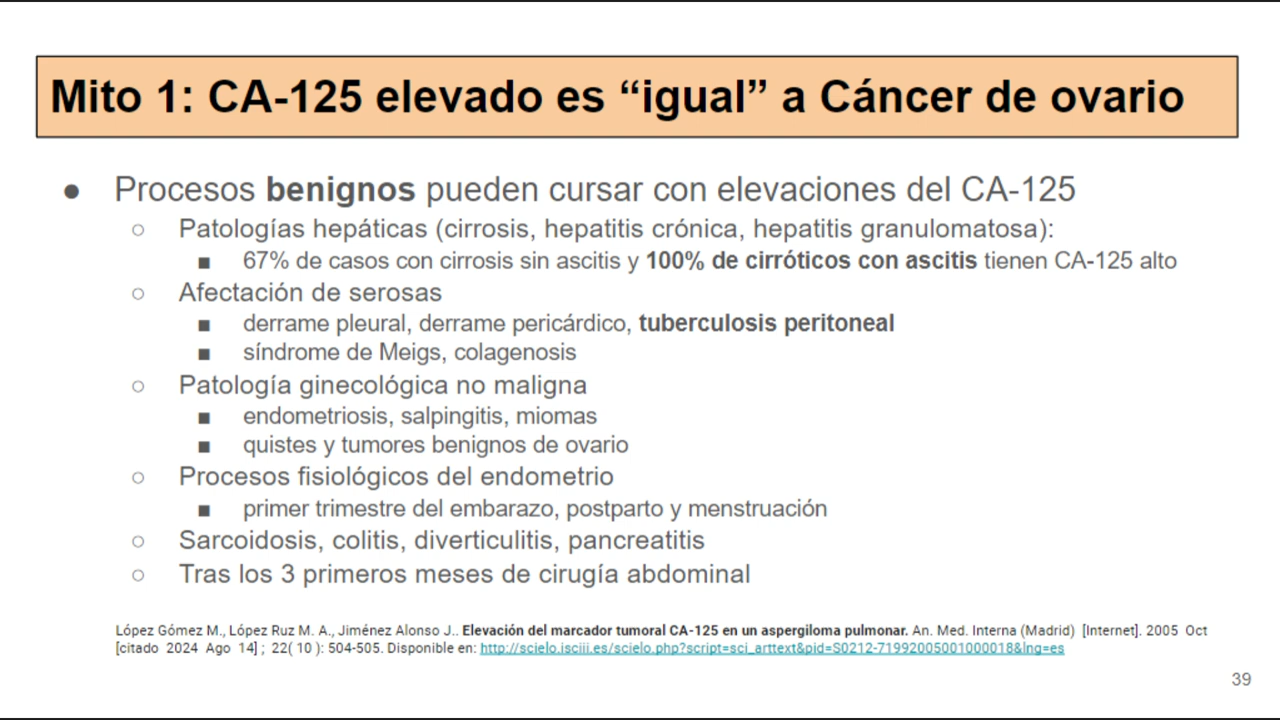 Mito 1: CA-125 elevado es “igual” a Cáncer de ovario
● Procesos benignos pueden cursar con elevaciones del CA-125
○ Patologías hepáticas (cirrosis, hepatitis crónica, hepatitis granulomatosa):
■ 67% de casos con cirrosis sin ascitis y 100% de cirróticos con ascitis tienen CA-125 alto
○ Afectación de serosas
■ derrame pleural, derrame pericárdico, tuberculosis peritoneal
■ síndrome de Meigs, colagenosis
○ Patología ginecológica no maligna
■ endometriosis, salpingitis, miomas
■ quistes y tumores benignos de ovario
○ Procesos fisiológicos del endometrio
■ primer trimestre del embarazo, postparto y menstruación
○ Sarcoidosis, colitis, diverticulitis, pancreatitis
○ Tras los 3 primeros meses de cirugía abdominal
López Gómez M., López Ruz M. A., Jiménez Alonso J.. Elevación del marcador tumoral CA-125 en un aspergiloma pulmonar. An. Med. Interna (Madrid) [Internet]. 2005 Oct
[citado 2024 Ago 14] ; 22( 10 ): 504-505. Disponible en: http://scielo.isciii.es/scielo.php?script=sci_arttext&pid=S0212-71992005001000018&lng=es
39